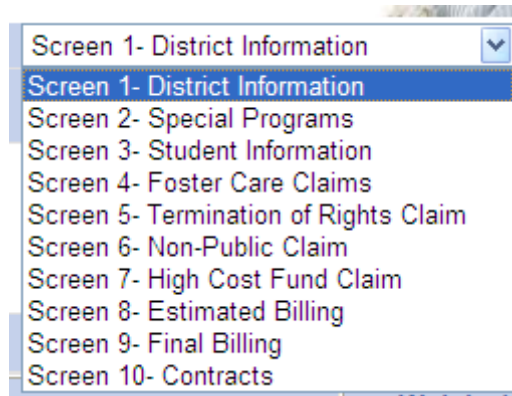 Screen 1- District Information
Screen 1- District Information
Screen 2- Special Programs
Screen 3- Student Information
Screen 4- Foster Care Claims
Screen 5- Termination of Rights Claim
Screen 6- Non-Public Claim
Screen 7- High Cost Fund Claim
Screen 8- Estimated Billing
Screen 9- Final Billing
Screen 10- Contracts